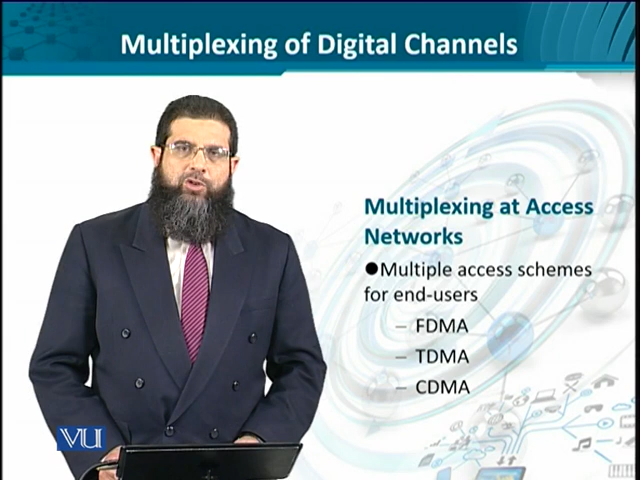 Multiplexing of Digital Channels
Multiplexing at Access
Networks
●Multiple access schemes
for end-users
– FDMA
– TDMA
– CDMA
VU